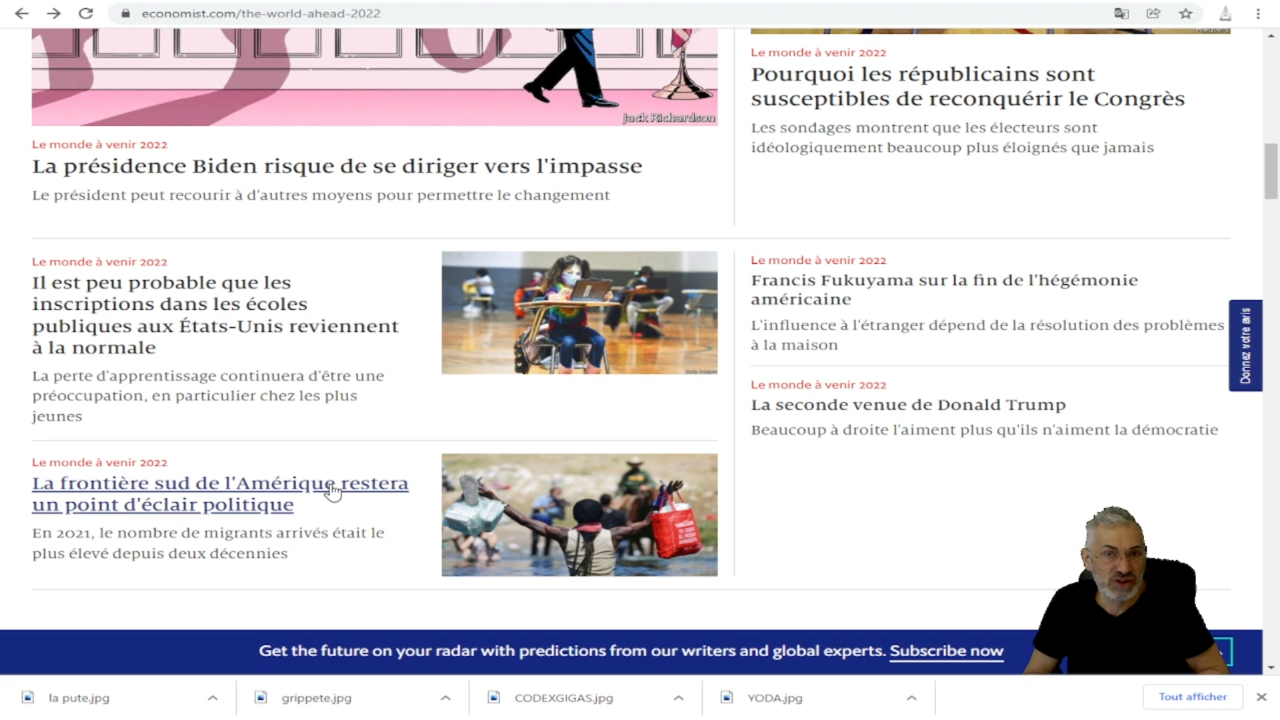 economist.com/the-world-ahead-2022
Jack Richardson
Le monde à venir 2022
La présidence Biden risque de se diriger vers l'impasse
Le président peut recourir à d'autres moyens pour permettre le changement
Le monde à venir 2022
Pourquoi les républicains sont
susceptibles de reconquérir le Congrès
Les sondages montrent que les électeurs sont
idéologiquement beaucoup plus éloignés que jamais
Le monde à venir 2022
Il est peu probable que les
inscriptions dans les écoles
publiques aux États-Unis reviennent
à la normale
La perte d'apprentissage continuera d'être une
préoccupation, en particulier chez les plus
jeunes
Le monde à venir 2022
Francis Fukuyama sur la fin de l'hégémonie
américaine
L'influence à l'étranger dépend de la résolution des problèmes
à la maison
Le monde à venir 2022
La seconde venue de Donald Trump
Beaucoup à droite l'aiment plus qu'ils n'aiment la démocratie
Donnez votre avis
Le monde à venir 2022
La frontière sud de l'Amérique restera
un point d'éclair politique
En 2021, le nombre de migrants arrivés était le
plus élevé depuis deux décennies
Get the future on your radar with predictions from our writers and global experts. Subscribe now
la pute.jpg
grippete.jpg
CODEXGIGAS.jpg
YODA.jpg
Tout afficher